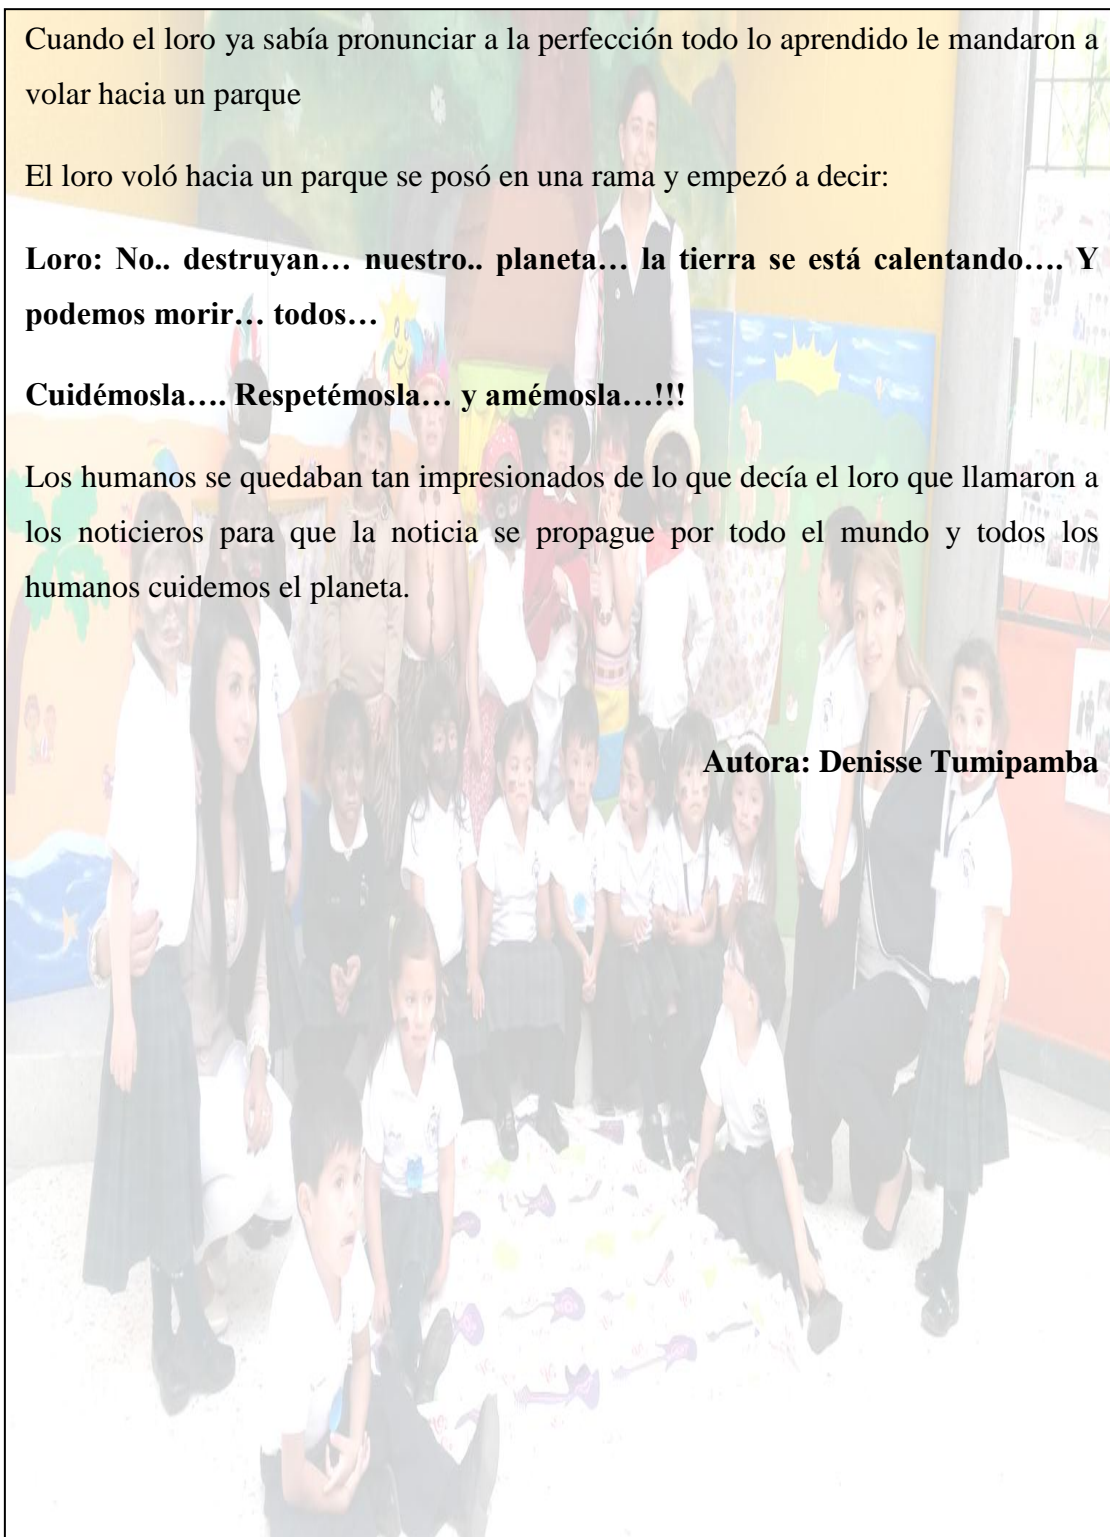 Cuando el loro ya sabía pronunciar a la perfección todo lo aprendido le mandaron a
volar hacia un parque
El loro voló hacia un parque se posó en una rama y empezó a decir:
Loro: No.. destruyan… nuestro.. planeta… la tierra se está calentando…. Y
podemos morir… todos…
Cuidémosla…. Respetémosla… y amémosla…!!!
Los humanos se quedaban tan impresionados de lo que decía el loro que llamaron a
los noticieros para que la noticia se propague por todo el mundo y todos los
humanos cuidemos el planeta.
Autora: Denisse Tumipamba